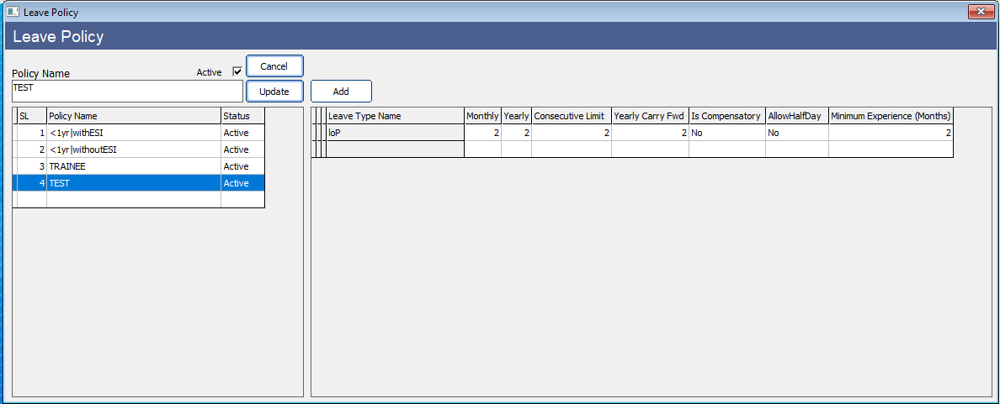 Leave Policy
Leave Policy
Policy Name Active Cancel
TEST Update Add
SL Policy Name Status
1 <1yr|withESI Active
2 <1yr|withoutESI Active
3 TRAINEE Active
4 TEST Active
Leave Type Name Monthly Yearly Consecutive Limit Yearly Carry Fwd Is Compensatory AllowHalfDay Minimum Experience (Months)
loP 2 2 2 2 No No 2